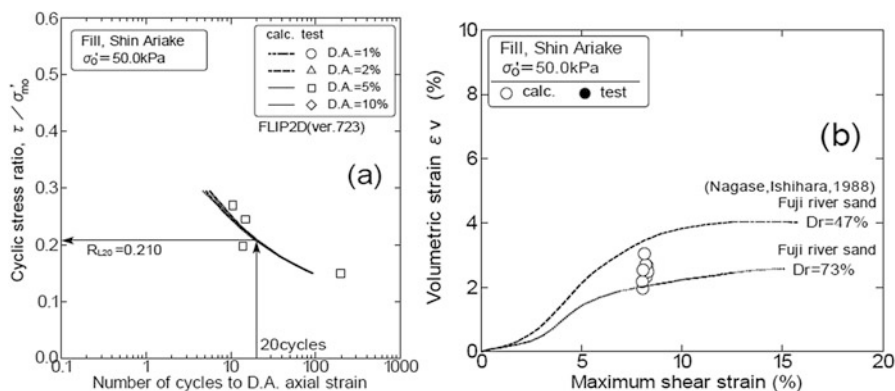 (a)
Fill, Shin Ariake
σ₀'=50.0kPa
calc. test
D.A.=1%
D.A.=2%
D.A.=5%
D.A.=10%
FLIP2D(ver.723)
Cyclic stress ratio, τ / σ'mo
0.6
0.5
0.4
0.3
0.2
0.1
0.0
RL20=0.210
20cycles
0.1 1 10 100 1000
Number of cycles to D.A. axial strain
(b)
Fill, Shin Ariake
σ₀'=50.0kPa
calc. test
Volumetric strain ε v (%)
10
8
6
4
2
0
(Nagase,Ishihara,1988)
Fuji river sand
Dr=47%
Fuji river sand
Dr=73%
0 5 10 15 20
Maximum shear strain (%)